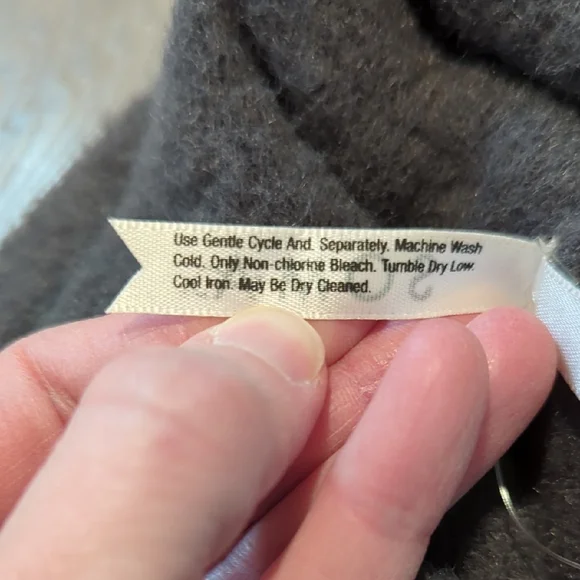 Use Gentle Cycle And. Separately. Machine Wash
Cold. Only Non-chlorine Bleach. Tumble Dry Low.
Cool Iron. May Be Dry Cleaned.